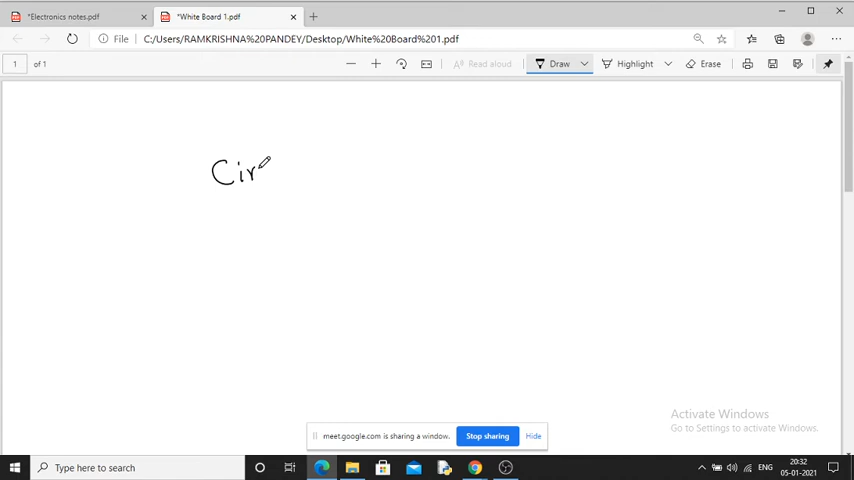 *Electronics notes.pdf
*White Board 1.pdf
File C:/Users/RAMKRISHNA%20PANDEY/Desktop/White%20Board%201.pdf
1 of 1 Read aloud Draw Highlight Erase
Cir
Activate Windows
Go to Settings to activate Windows.
meet.google.com is sharing a window. Stop sharing Hide
Type here to search
ENG 20:32
05-01-2021